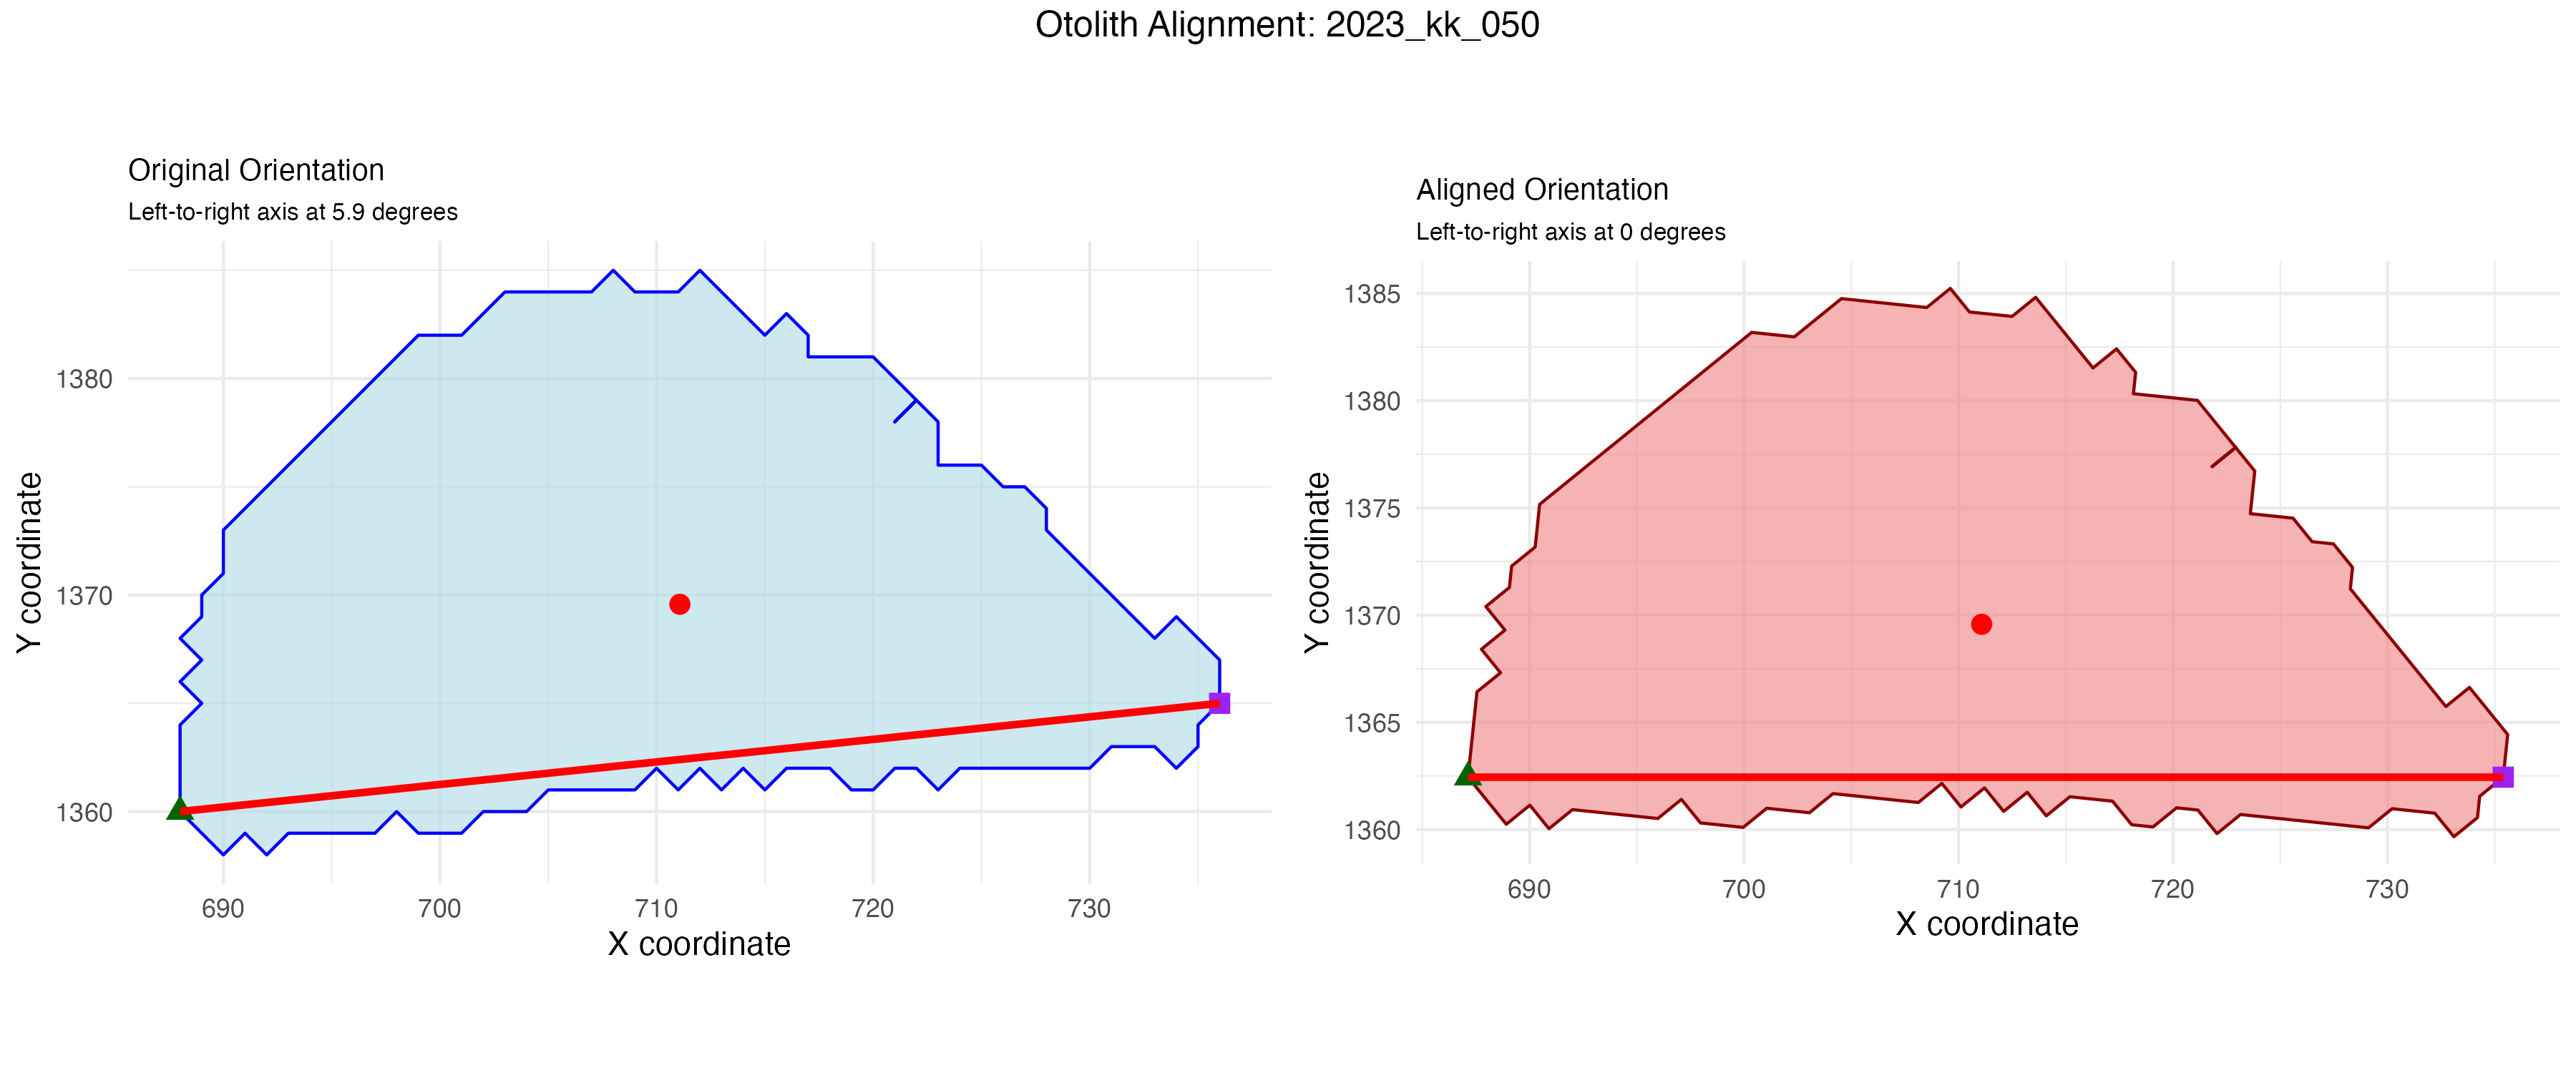 Otolith Alignment: 2023_kk_050
Original Orientation
Left-to-right axis at 5.9 degrees
Y coordinate
1380
1370
1360
690 700 710 720 730
X coordinate
Aligned Orientation
Left-to-right axis at 0 degrees
Y coordinate
1385
1380
1375
1370
1365
1360
690 700 710 720 730
X coordinate